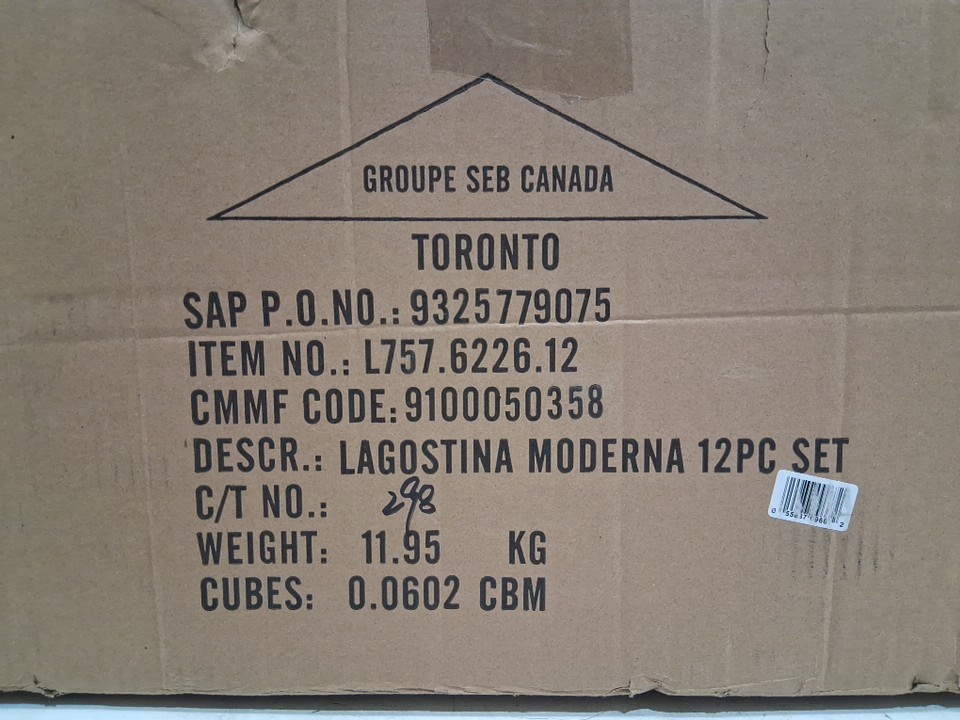 GROUPE SEB CANADA
TORONTO
SAP P.O.NO.: 9325779075
ITEM NO.: L757.6226.12
CMMF CODE: 9100050358
DESCR.: LAGOSTINA MODERNA 12PC SET
C/T NO.: 298
WEIGHT: 11.95 KG
CUBES: 0.0602 CBM